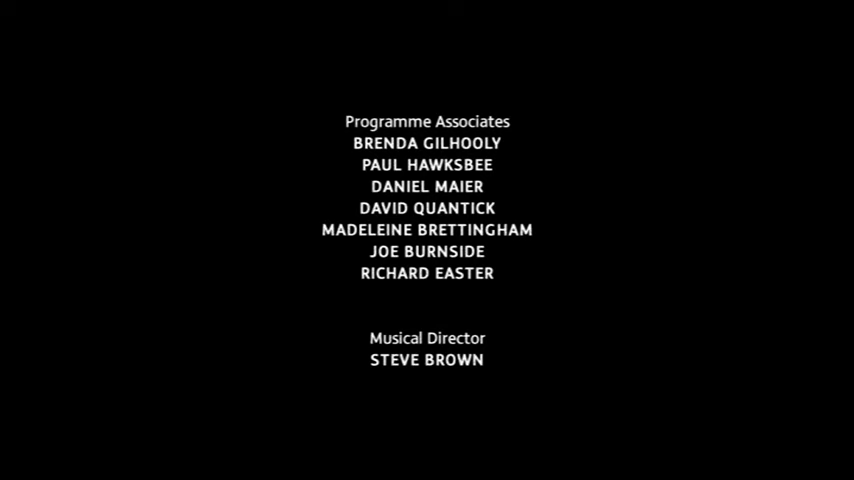 Programme Associates
BRENDA GILHOOLY
PAUL HAWKSBEE
DANIEL MAIER
DAVID QUANTICK
MADELEINE BRETTINGHAM
JOE BURNSIDE
RICHARD EASTER
Musical Director
STEVE BROWN